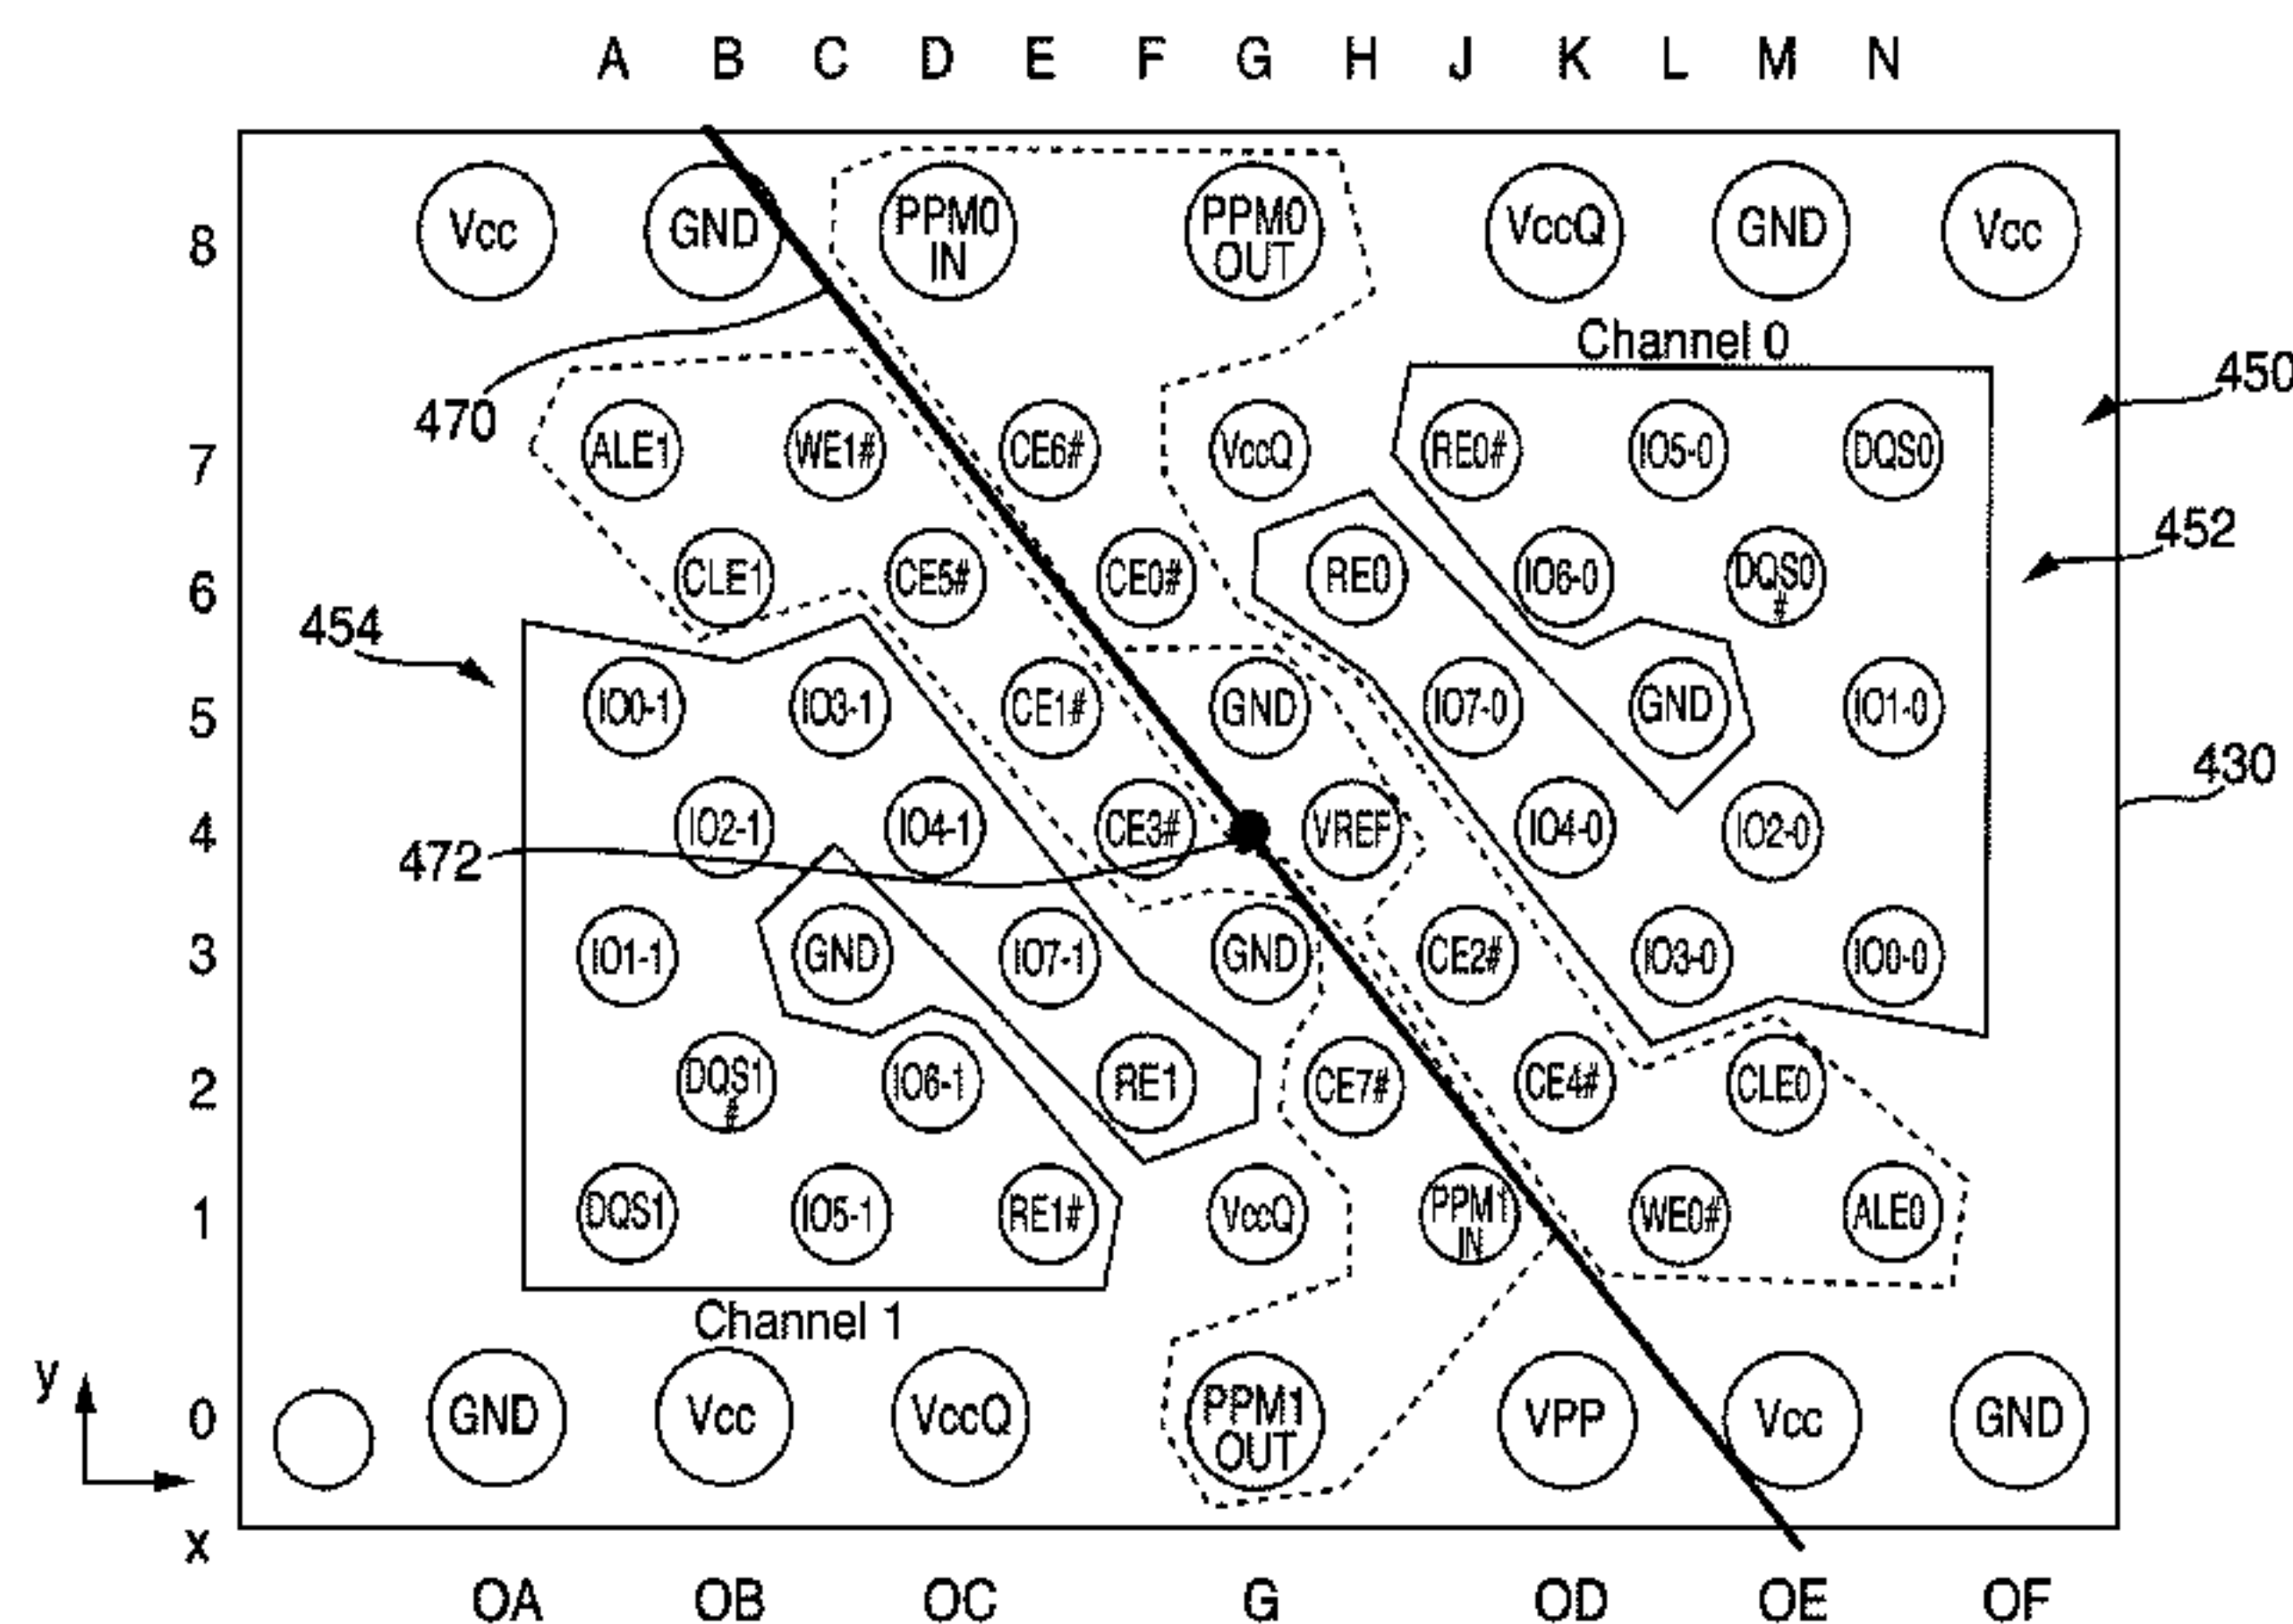 A B C D E F G H J K L M N
8 Vcc GND PPM0 IN PPM0 OUT VccQ GND Vcc
Channel 0
450
470
7 ALE1 WE1# CE6# VccQ RE0# IO5-0 DQS0
452
6 CLE1 CE5# CE0# RE0 IO6-0 DQS0 #
454
5 IO0-1 IO3-1 CE1# GND IO7-0 GND IO1-0
430
4 IO2-1 IO4-1 CE3# VREF IO4-0 IO2-0
472
3 IO1-1 GND IO7-1 GND CE2# IO3-0 IO0-0
2 DQS1 # IO6-1 RE1 CE7# CE4# CLE0
1 DQS1 IO5-1 RE1# VccQ PPM1 IN WE0# ALE0
Channel 1
y
0 GND Vcc VccQ PPM1 OUT VPP Vcc GND
x
OA OB OC G OD OE OF